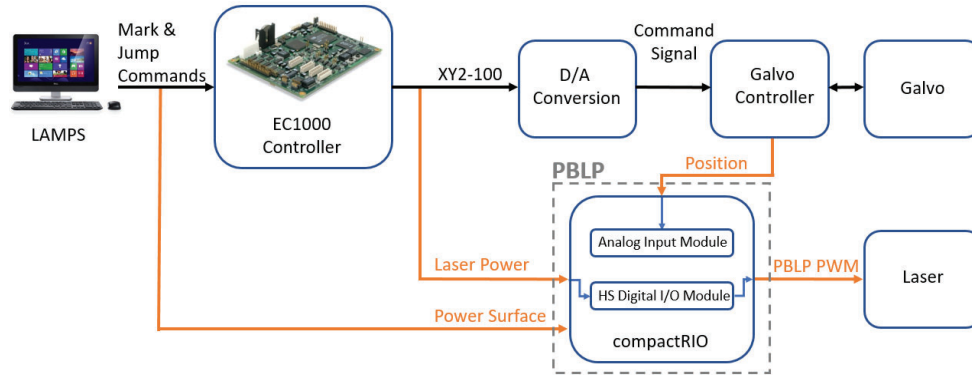 Mark &
Jump
Commands
LAMPS
EC1000
Controller
XY2-100
D/A
Conversion
Command
Signal
Galvo
Controller
Galvo
Position
PBLP
Analog Input Module
Laser Power
HS Digital I/O Module
PBLP PWM
Laser
Power Surface
compactRIO